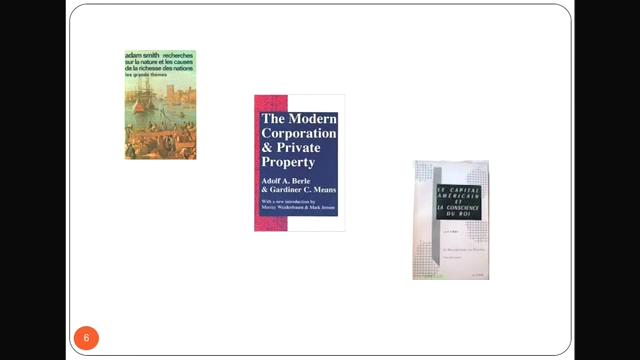 adam smith recherches
sur la nature et les causes
de la richesse des nations
les grands thèmes
The Modern
Corporation
& Private
Property
Adolf A. Berle
& Gardiner C. Means
With a new introduction by
Murray Weidenbaum & Mark Jensen
LE CAPITAL
AMÉRICAIN
ET
LA CONSCIENCE
DU ROI
6